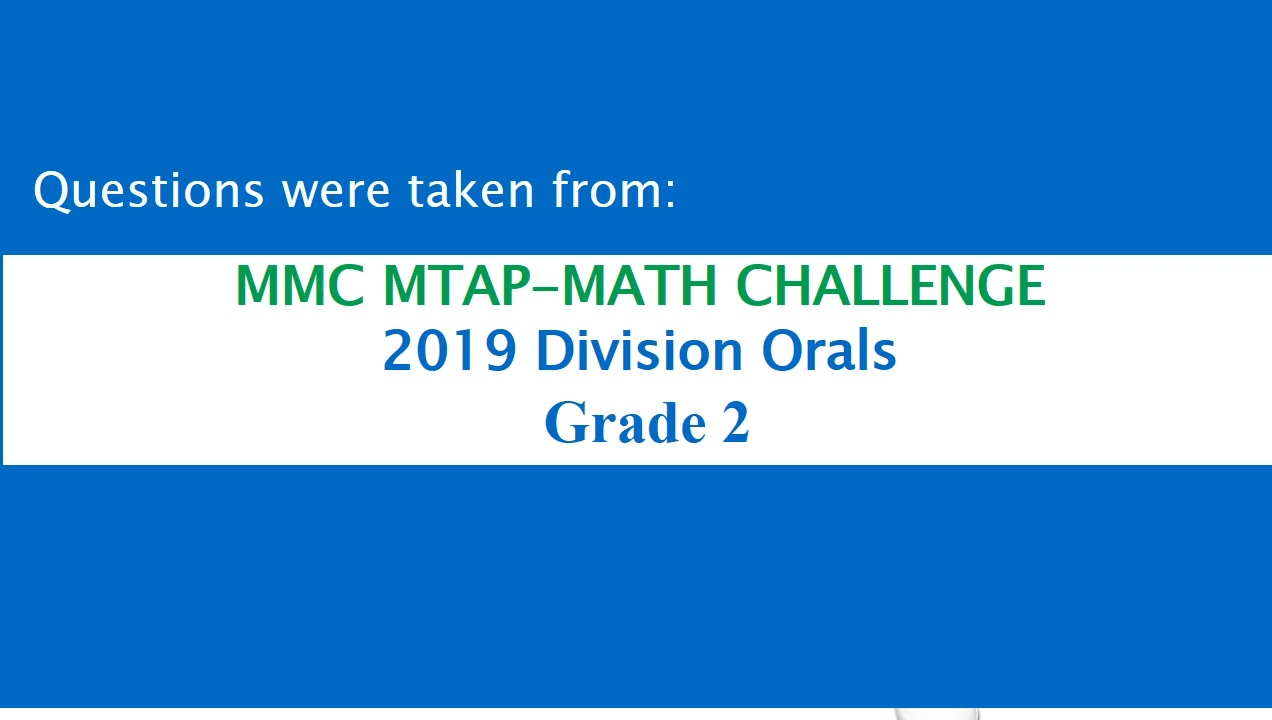 Questions were taken from:
MMC MTAP-MATH CHALLENGE
2019 Division Orals
Grade 2